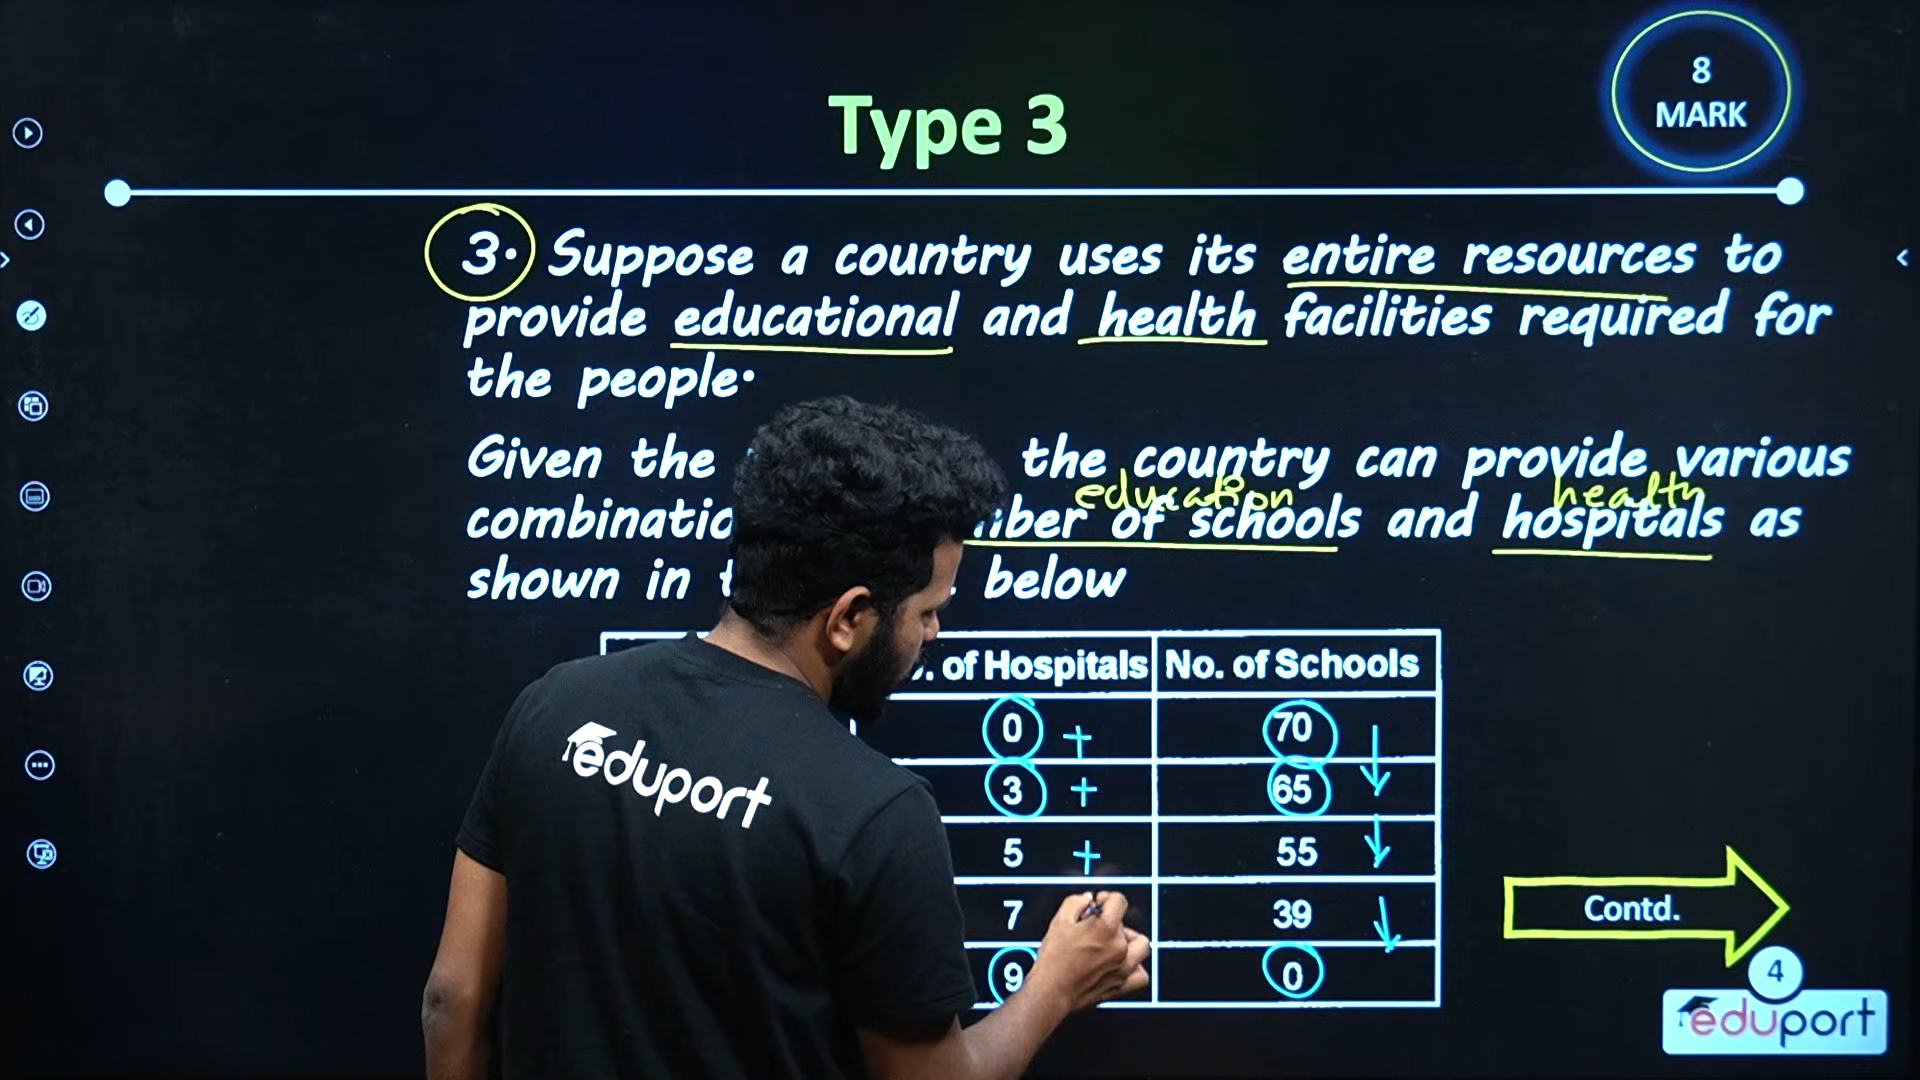 8
MARK
Type 3
3. Suppose a country uses its entire resources to
provide educational and health facilities required for
the people.
Given the the country can provide various
education health
of schools and hospitals as
shown in below
of Hospitals No. of Schools
0 + 70
3 + 65
5 + 55
7 39
9 0
Contd.
4
eduport
eduport